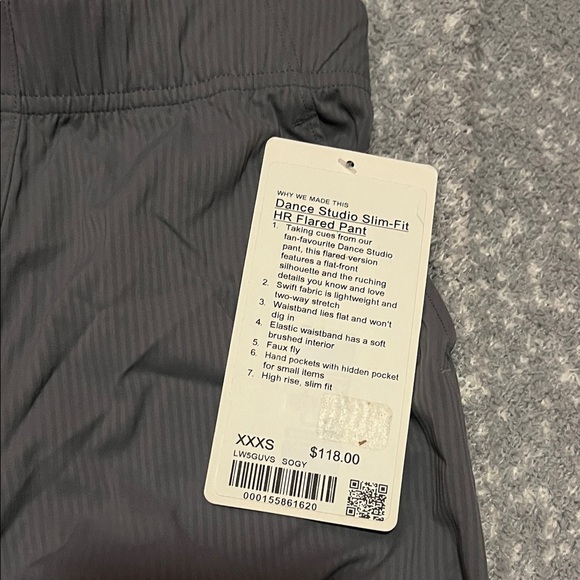 WHY WE MADE THIS
Dance Studio Slim-Fit
HR Flared Pant
1. Taking cues from our
fan-favourite Dance Studio
pant, this flared version
features a flat-front
silhouette and the ruching
details you know and love
2. Swift fabric is lightweight and
two-way stretch
3. Waistband lies flat and won't
dig in
4. Elastic waistband has a soft
brushed interior
5. Faux fly
6. Hand pockets with hidden pocket
for small items
7. High rise, slim fit
XXXS $118.00
LW5GUVS SOGY
000155861620